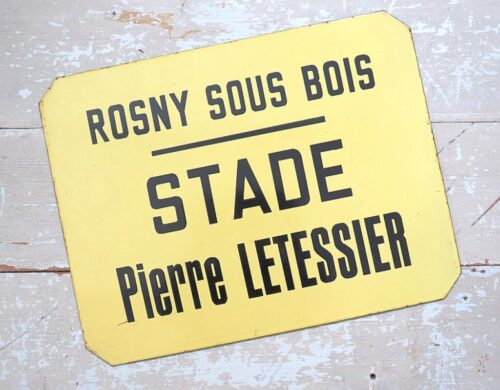 ROSNY SOUS BOIS
STADE
Pierre LETESSIER